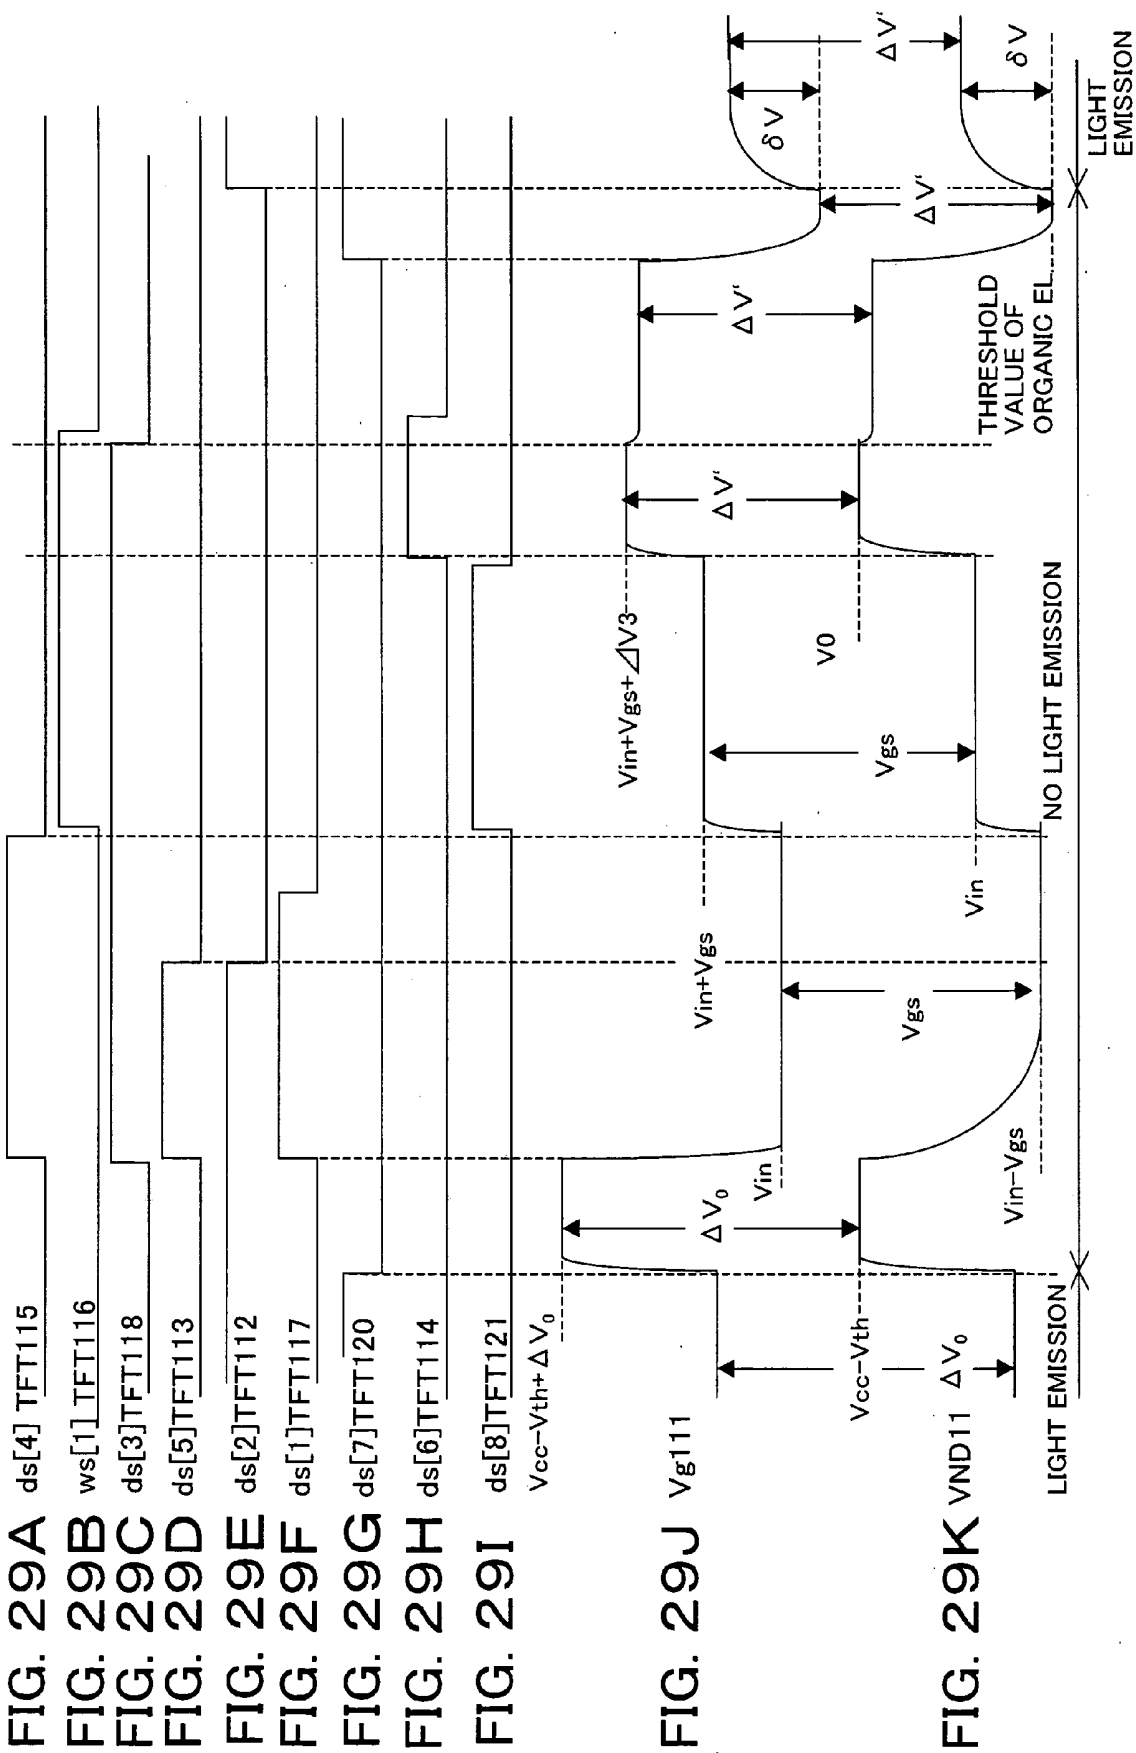 FIG. 29A ds[4] TFT115
FIG. 29B ws[1] TFT116
FIG. 29C ds[3]TFT118
FIG. 29D ds[5]TFT113
FIG. 29E ds[2]TFT112
FIG. 29F ds[1]TFT117
FIG. 29G ds[7]TFT120
FIG. 29H ds[6]TFT114
FIG. 29I ds[8]TFT121
Vcc−Vth+ΔV₀
FIG. 29J Vg111
ΔV₀
Vin
Vin+Vgs
Vgs
Vin+Vgs+⊿V3
Vgs
ΔV‘
ΔV‘
ΔV‘
δV
ΔV‘
FIG. 29K VND11
Vcc−Vth
ΔV₀
Vin−Vgs
Vin
V0
THRESHOLD
VALUE OF
ORGANIC EL
δV
LIGHT EMISSION
NO LIGHT EMISSION
LIGHT
EMISSION